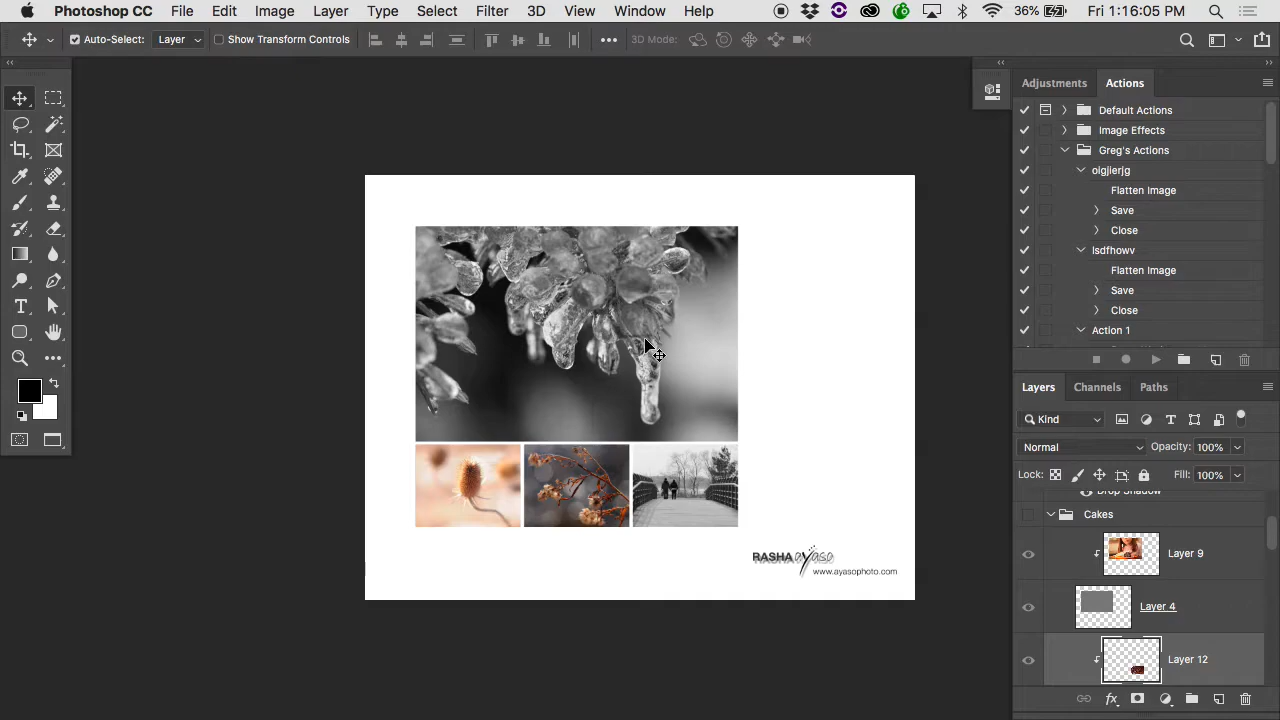 Photoshop CC File Edit Image Layer Type Select Filter 3D View Window Help 36% Fri 1:16:05 PM
Auto-Select: Layer Show Transform Controls 3D Mode:
Adjustments Actions
Default Actions
Image Effects
Greg's Actions
olgjierjg
Flatten Image
Save
Close
lsdfhowv
Flatten Image
Save
Close
Action 1
Layers Channels Paths
Kind
Normal Opacity: 100%
Lock: Fill: 100%
Drop Shadow
Cakes
Layer 9
Layer 4
Layer 12
fx
RASHA ayaso
www.ayasophoto.com